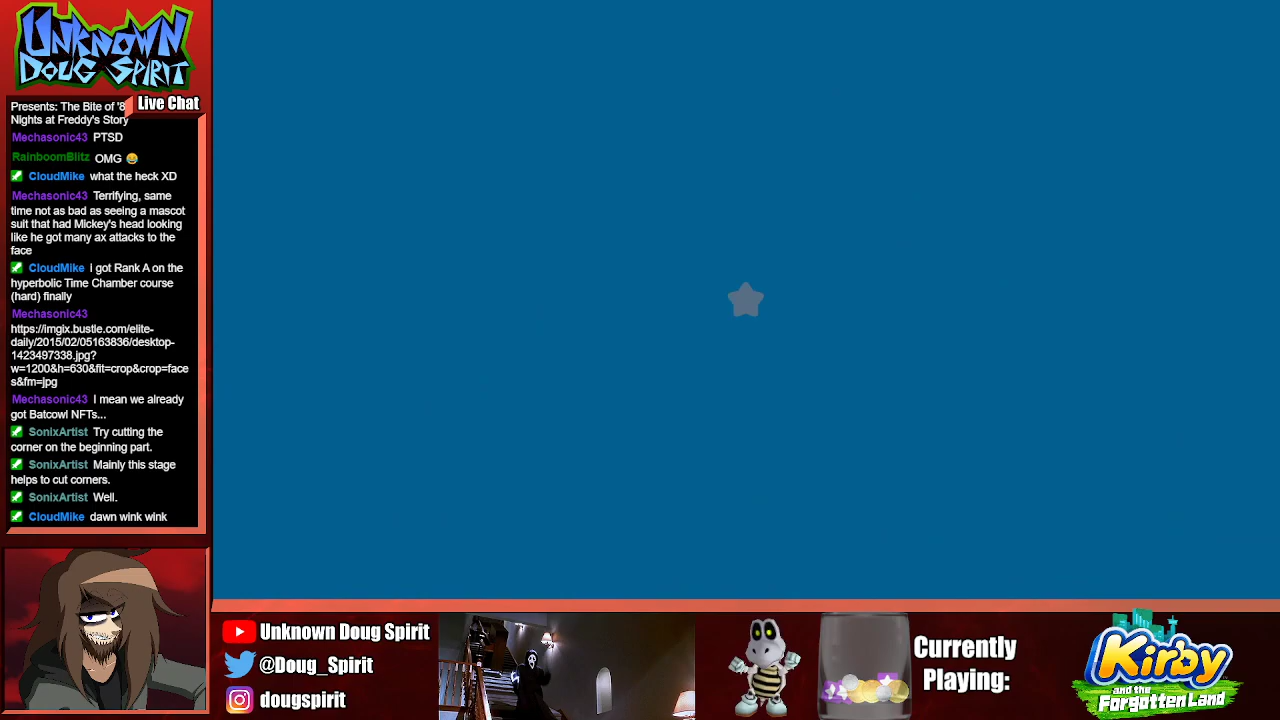 UNKNOWN
DOUG SPIRIT
Live Chat
Presents: The Bite of '8
Nights at Freddy's Story
Mechasonic43 PTSD
RainboomBlitz OMG 😂
CloudMike what the heck XD
Mechasonic43 Terrifying, same
time not as bad as seeing a mascot
suit that had Mickey's head looking
like he got many ax attacks to the
face
CloudMike I got Rank A on the
hyperbolic Time Chamber course
(hard) finally
Mechasonic43
https://imgix.bustle.com/elite-
daily/2015/02/05163836/desktop-
1423497338.jpg?
w=1200&h=630&fit=crop&crop=face
s&fm=jpg
Mechasonic43 I mean we already
got Batcowl NFTs...
SonixArtist Try cutting the
corner on the beginning part.
SonixArtist Mainly this stage
helps to cut corners.
SonixArtist Well.
CloudMike dawn wink wink
Unknown Doug Spirit
@Doug_Spirit
dougspirit
Currently
Playing:
Kirby
and the
Forgotten Land